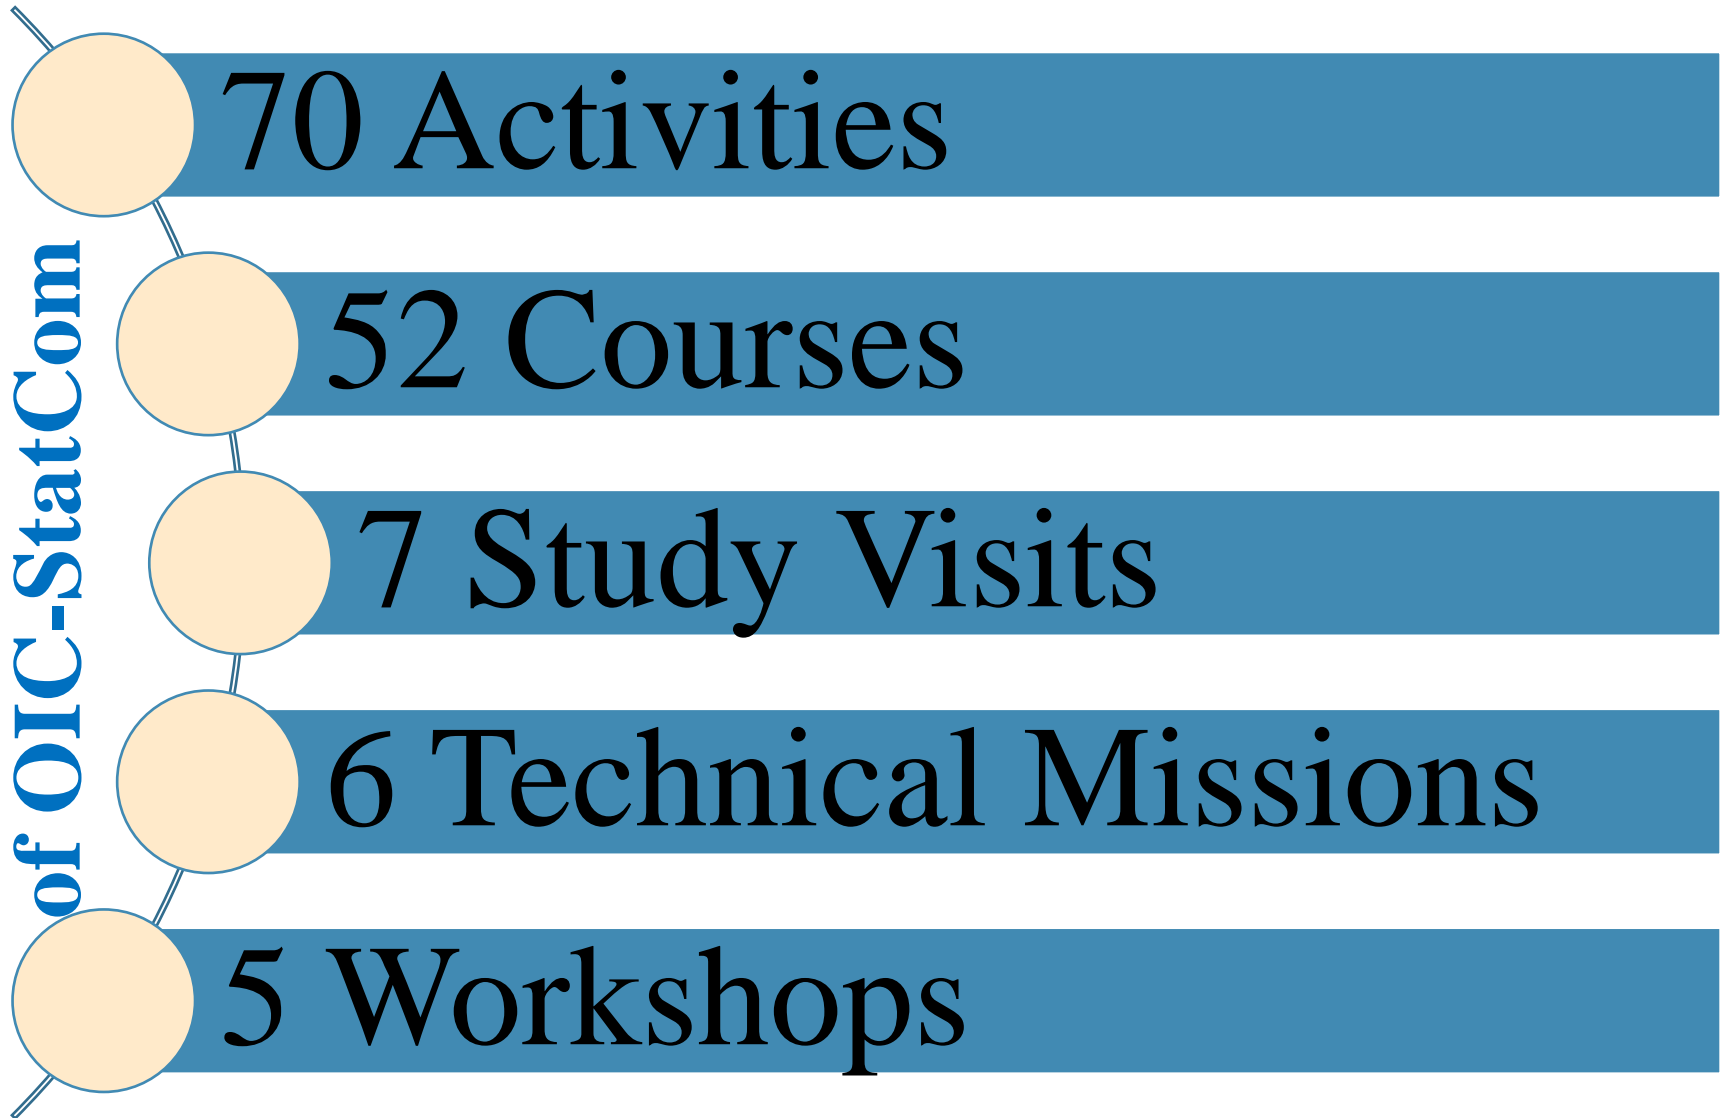 of OIC-StatCom
70 Activities
52 Courses
7 Study Visits
6 Technical Missions
5 Workshops